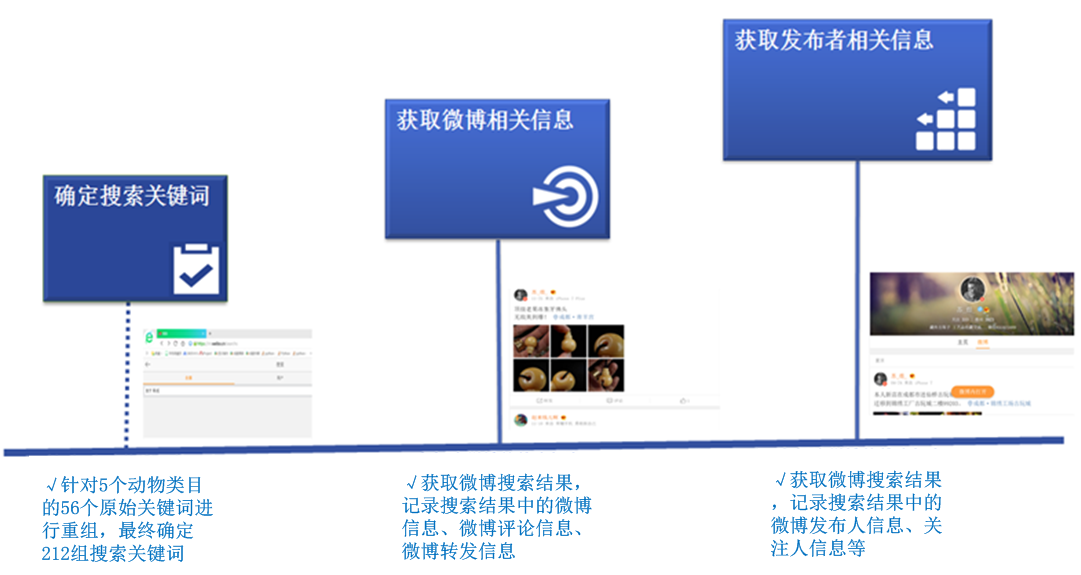 确定搜索关键词
获取微博相关信息
获取发布者相关信息
主页
√针对5个动物类目
的56个原始关键词进
行重组，最终确定
212组搜索关键词
√获取微博搜索结果，
记录搜索结果中的微博
信息、微博评论信息、
微博转发信息
√获取微博搜索结果
，记录搜索结果中的
微博发布人信息、关
注人信息等